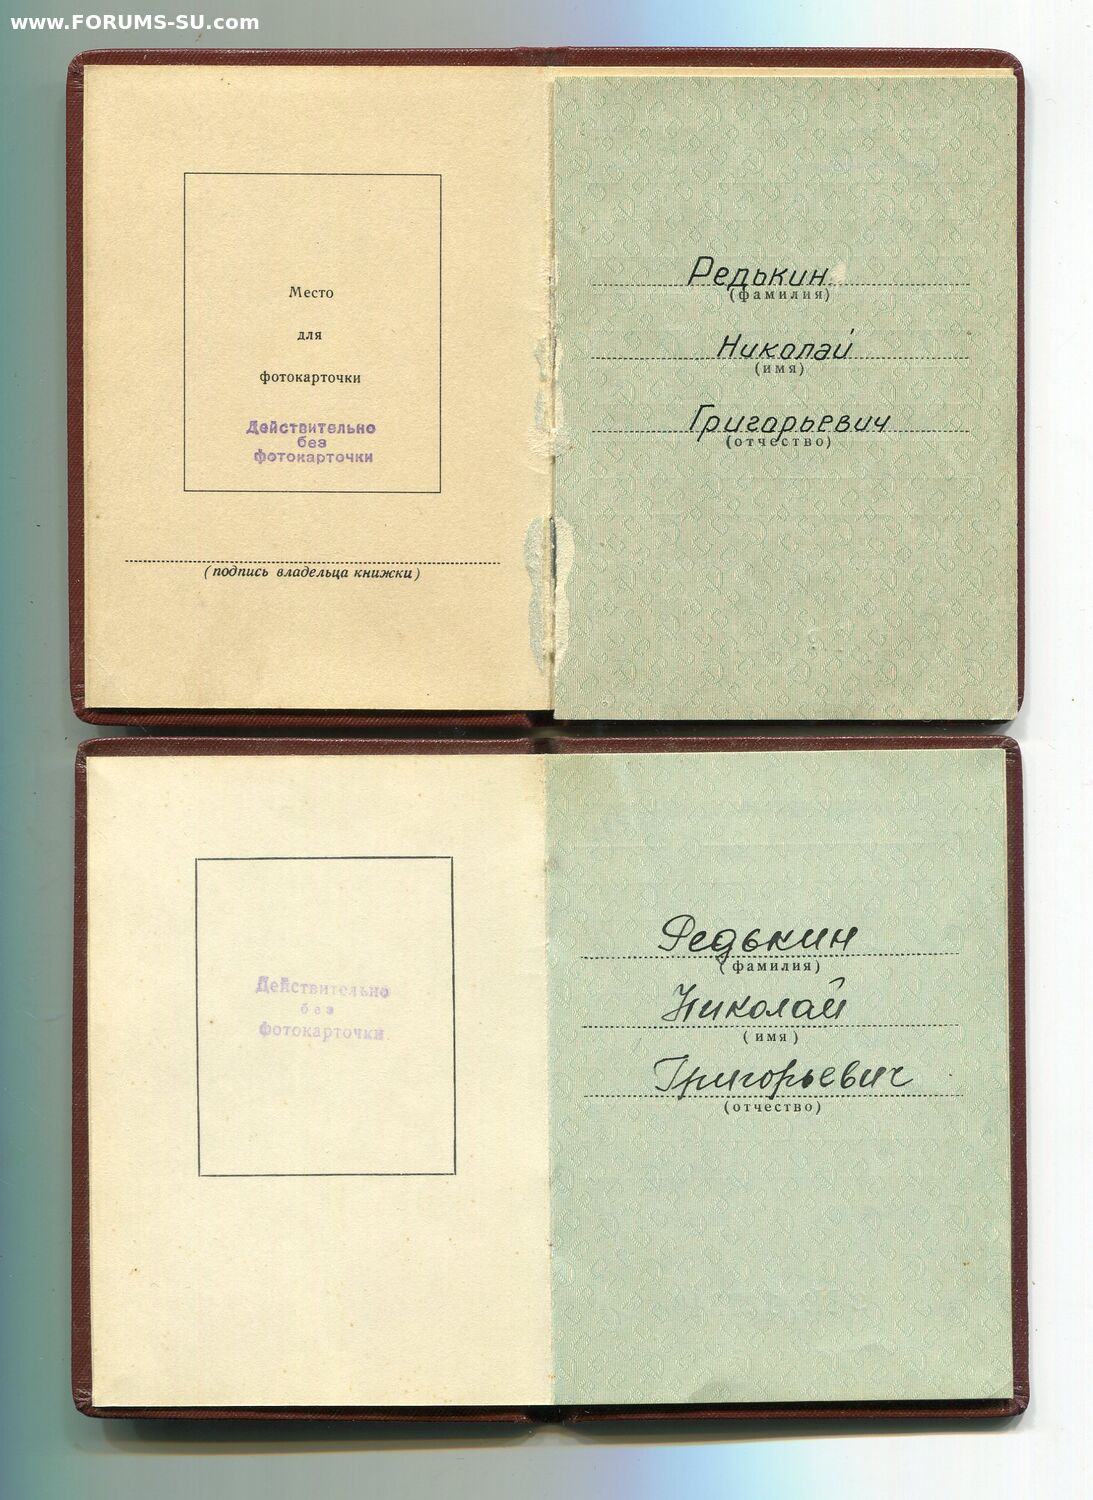 www.FORUMS-SU.com
Место
для
фотокарточки
Действительно
без
фотокарточки
(подпись владельца книжки)
Редькин
(фамилия)
Николай
(имя)
Григорьевич
(отчество)
Действительно
без
фотокарточки
Редькин
(фамилия)
Николай
(имя)
Григорьевич
(отчество)